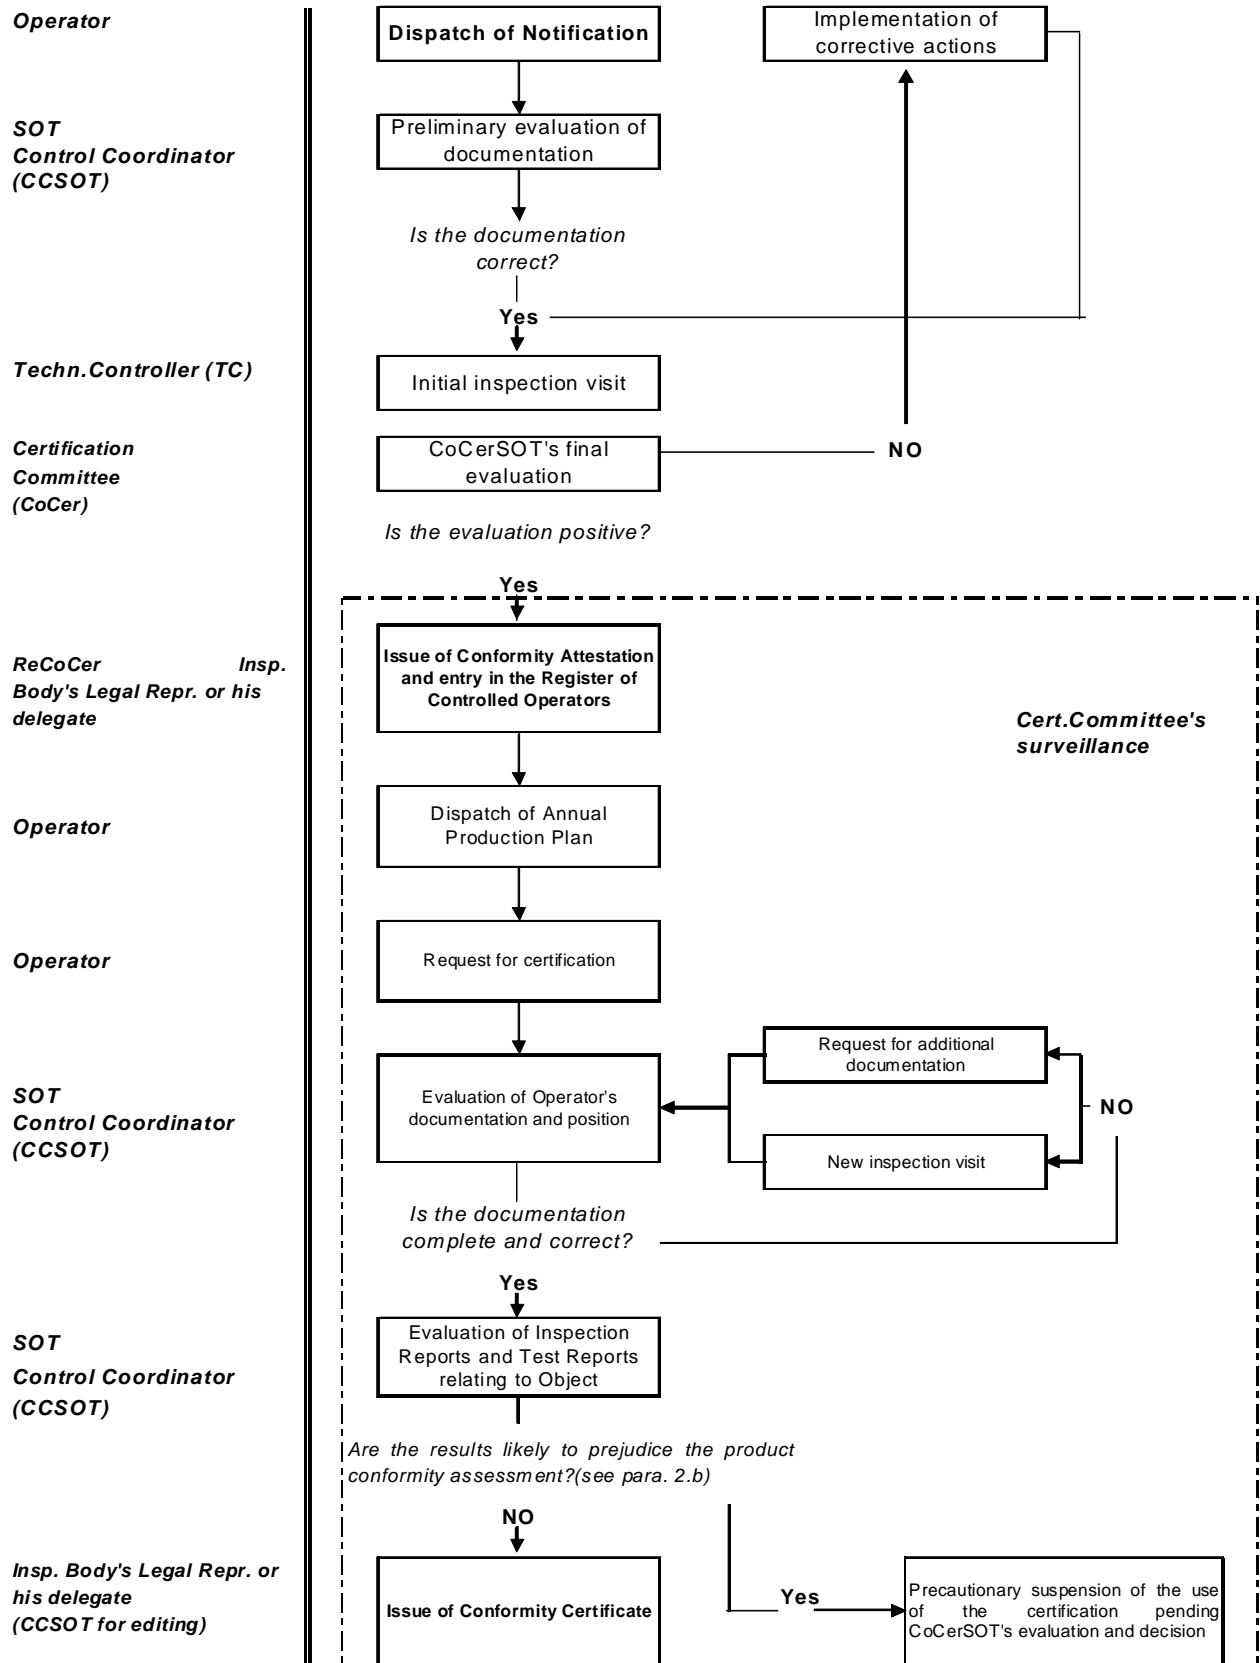 Operator
Dispatch of Notification
Implementation of
corrective actions
SOT
Control Coordinator
(CCSOT)
Preliminary evaluation of
documentation
Is the documentation
correct?
Yes
Techn.Controller (TC)
Initial inspection visit
Certification
Committee
(CoCer)
CoCerSOT's final
evaluation
NO
Is the evaluation positive?
Yes
ReCoCer Insp.
Body's Legal Repr. or his
delegate
Issue of Conformity Attestation
and entry in the Register of
Controlled Operators
Cert.Committee's
surveillance
Operator
Dispatch of Annual
Production Plan
Operator
Request for certification
SOT
Control Coordinator
(CCSOT)
Evaluation of Operator's
documentation and position
Request for additional
documentation
NO
New inspection visit
Is the documentation
complete and correct?
Yes
SOT
Control Coordinator
(CCSOT)
Evaluation of Inspection
Reports and Test Reports
relating to Object
Are the results likely to prejudice the product
conformity assessment?(see para. 2.b)
NO
Insp. Body's Legal Repr. or
his delegate
(CCSOT for editing)
Issue of Conformity Certificate
Yes
Precautionary suspension of the use
of the certification pending
CoCerSOT's evaluation and decision